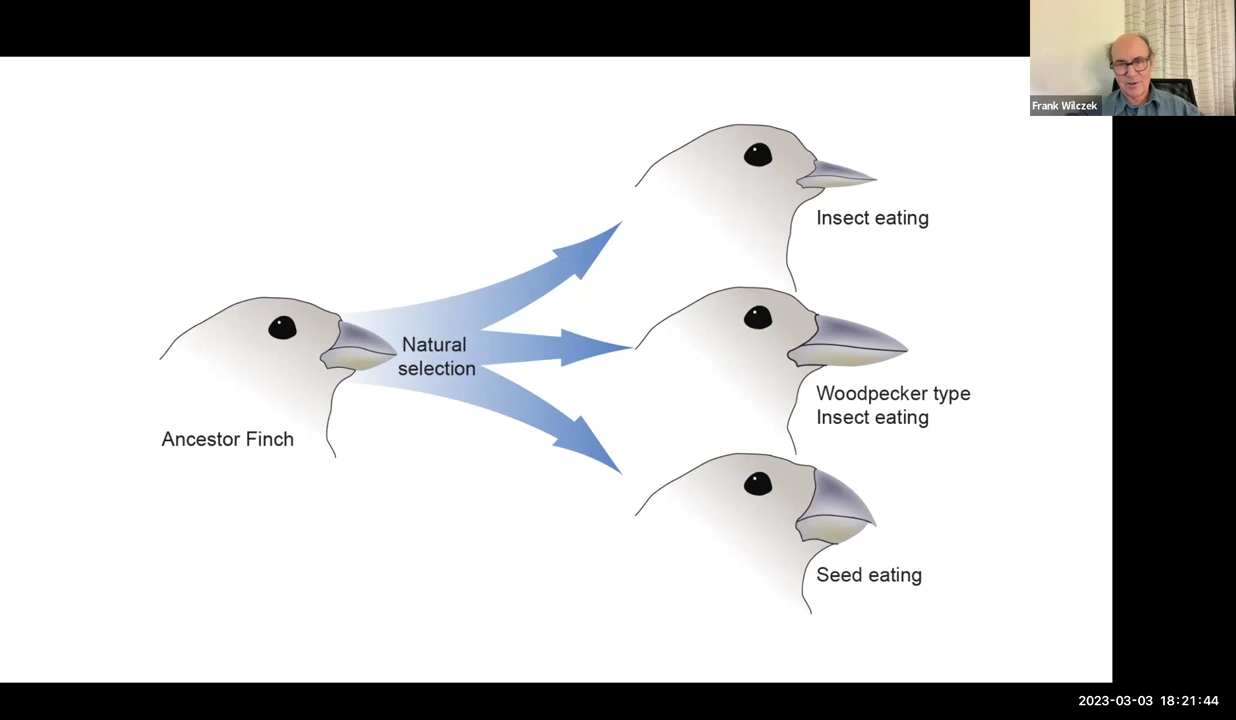 Frank Wilczek
Insect eating
Natural
selection
Woodpecker type
Insect eating
Ancestor Finch
Seed eating
2023-03-03 18:21:44